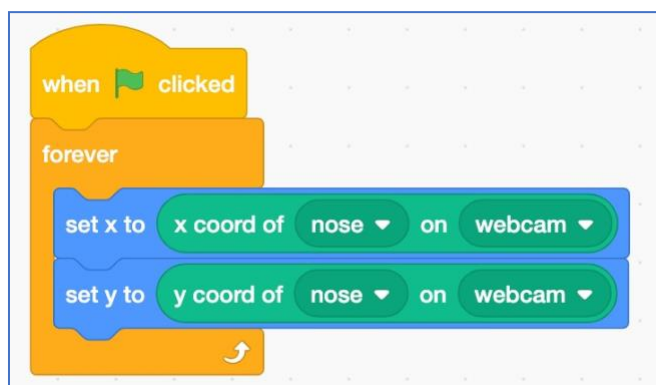 when clicked
forever
set x to x coord of nose on webcam
set y to y coord of nose on webcam